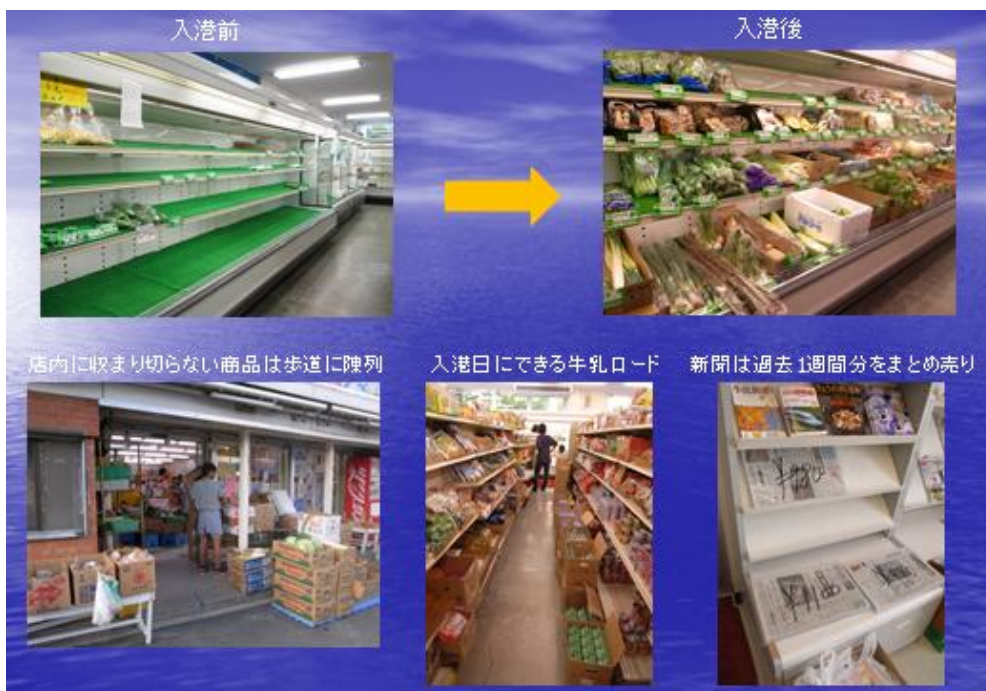 入港前
入港後
店内に収まり切らない商品は歩道に陳列
入港日にできる牛乳ロード
新聞は過去1週間分をまとめ売り